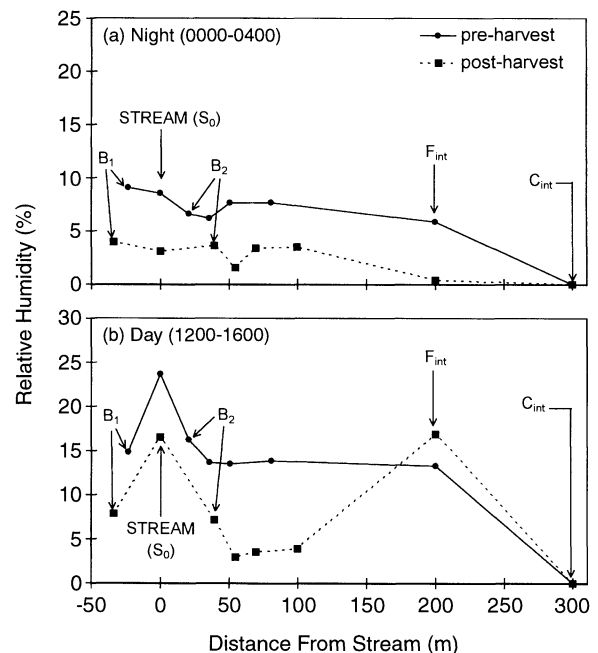 25
(a) Night (0000-0400)
pre-harvest
post-harvest
20
15
STREAM (S₀)
B₁
B₂
Fᵢₙₜ
Cᵢₙₜ
10
5
0
Relative Humidity (%)
30
(b) Day (1200-1600)
25
Fᵢₙₜ
B₁
B₂
Cᵢₙₜ
20
15
10
STREAM
(S₀)
5
0
-50 0 50 100 150 200 250 300
Distance From Stream (m)